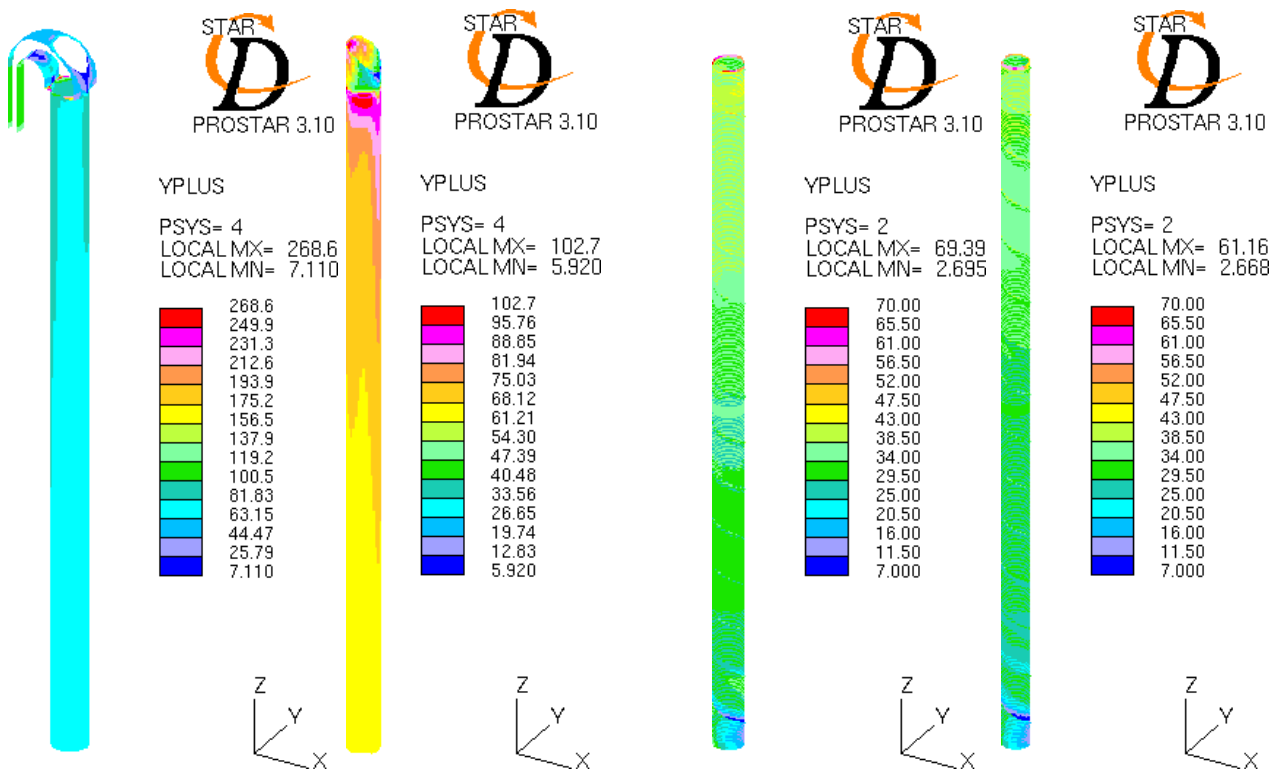 STAR
D
PROSTAR 3.10
YPLUS
PSYS= 4
LOCAL MX= 268.6
LOCAL MN= 7.110
268.6
249.9
231.3
212.6
193.9
175.2
156.5
137.9
119.2
100.5
81.83
63.15
44.47
25.79
7.110
Z
Y
X
STAR
D
PROSTAR 3.10
YPLUS
PSYS= 4
LOCAL MX= 102.7
LOCAL MN= 5.920
102.7
95.76
88.85
81.94
75.03
68.12
61.21
54.30
47.39
40.48
33.56
26.65
19.74
12.83
5.920
Z
Y
X
STAR
D
PROSTAR 3.10
YPLUS
PSYS= 2
LOCAL MX= 69.39
LOCAL MN= 2.695
70.00
65.50
61.00
56.50
52.00
47.50
43.00
38.50
34.00
29.50
25.00
20.50
16.00
11.50
7.000
Z
Y
X
STAR
D
PROSTAR 3.10
YPLUS
PSYS= 2
LOCAL MX= 61.16
LOCAL MN= 2.668
70.00
65.50
61.00
56.50
52.00
47.50
43.00
38.50
34.00
29.50
25.00
20.50
16.00
11.50
7.000
Z
Y
X